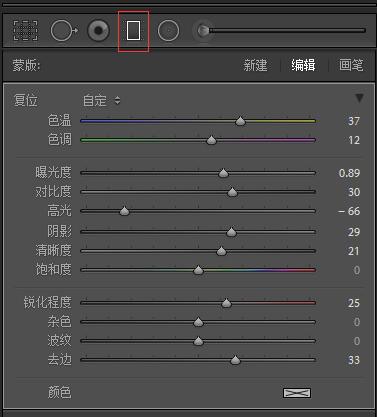 蒙版: 新建 编辑 画笔
复位 自定
色温 37
色调 12
曝光度 0.89
对比度 30
高光 －66
阴影 29
清晰度 21
饱和度 0
锐化程度 25
杂色 0
波纹 0
去边 33
颜色